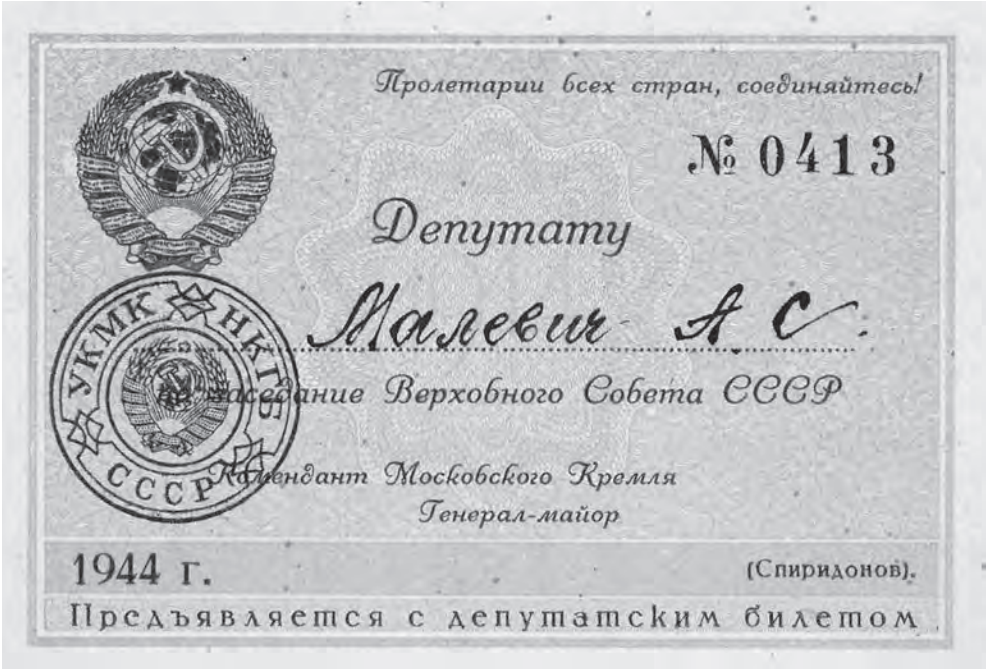 Пролетарии всех стран, соединяйтесь!
№ 0413
Депутату
Малевич А. С.
на заседание Верховного Совета СССР
Комендант Московского Кремля
Генерал-майор
УКМК НКГБ СССР
1944 г.
(Спиридонов).
Предъявляется с депутатским билетом